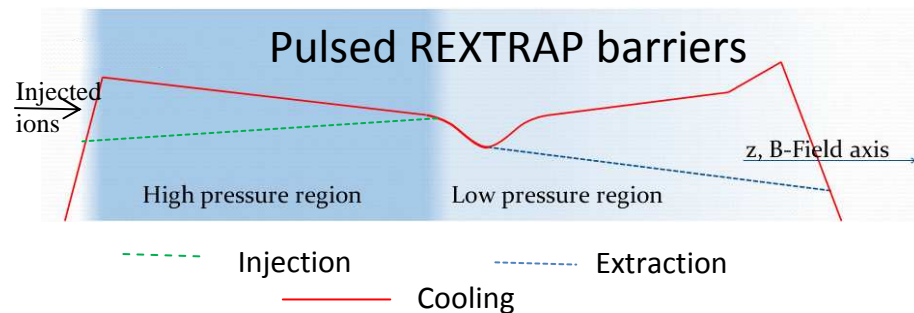 Pulsed REXTRAP barriers
Injected
ions
z, B-Field axis
High pressure region
Low pressure region
Injection
Extraction
Cooling